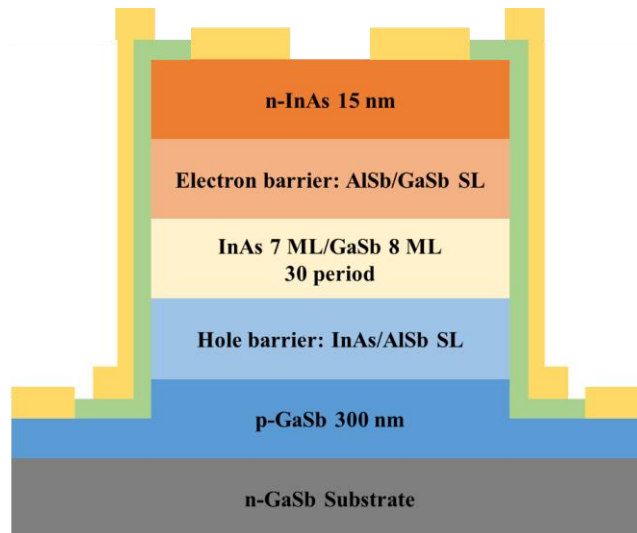 n-InAs 15 nm
Electron barrier: AlSb/GaSb SL
InAs 7 ML/GaSb 8 ML
30 period
Hole barrier: InAs/AlSb SL
p-GaSb 300 nm
n-GaSb Substrate